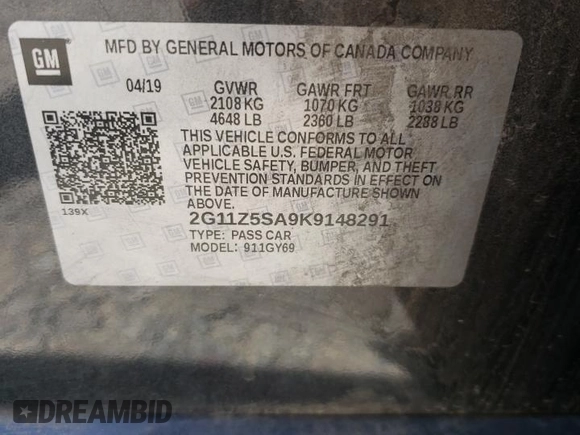 GM
MFD BY GENERAL MOTORS OF CANADA COMPANY
04/19 GVWR GAWR FRT GAWR RR
2108 KG 1070 KG 1038 KG
4648 LB 2360 LB 2288 LB
THIS VEHICLE CONFORMS TO ALL
APPLICABLE U.S. FEDERAL MOTOR
VEHICLE SAFETY, BUMPER, AND THEFT
PREVENTION STANDARDS IN EFFECT ON
THE DATE OF MANUFACTURE SHOWN
ABOVE.
139X
2G11Z5SA9K9148291
TYPE: PASS CAR
MODEL: 911GY69
DREAMBID